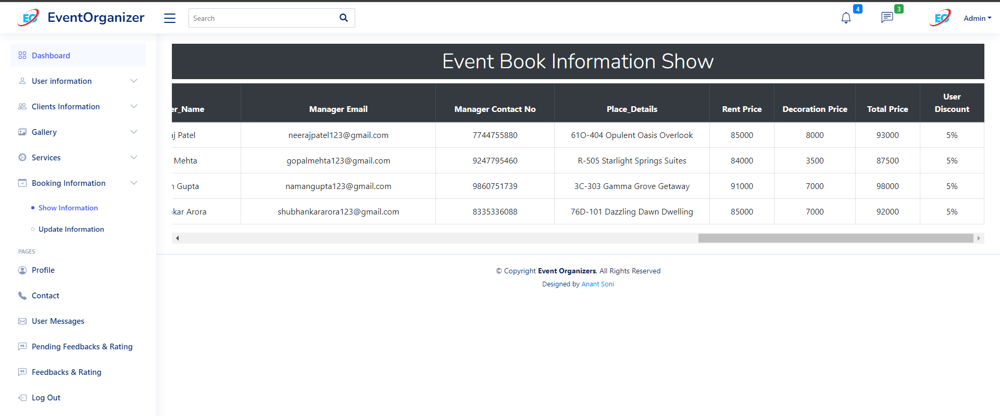 EO EventOrganizer
Search
4
3
EO
Admin
Dashboard
User information
Clients Information
Gallery
Services
Booking Information
Show Information
Update Information
PAGES
Profile
Contact
User Messages
Pending Feedbacks & Rating
Feedbacks & Rating
Log Out
Event Book Information Show
er_Name Manager Email Manager Contact No Place_Details Rent Price Decoration Price Total Price User Discount
aj Patel neerajpatel123@gmail.com 7744755880 61O-404 Opulent Oasis Overlook 85000 8000 93000 5%
Mehta gopalmehta123@gmail.com 9247795460 R-505 Starlight Springs Suites 84000 3500 87500 5%
n Gupta namangupta123@gmail.com 9860751739 3C-303 Gamma Grove Getaway 91000 7000 98000 5%
kar Arora shubhankararora123@gmail.com 8335336088 76D-101 Dazzling Dawn Dwelling 85000 7000 92000 5%
© Copyright Event Organizers. All Rights Reserved
Designed by Anant Soni